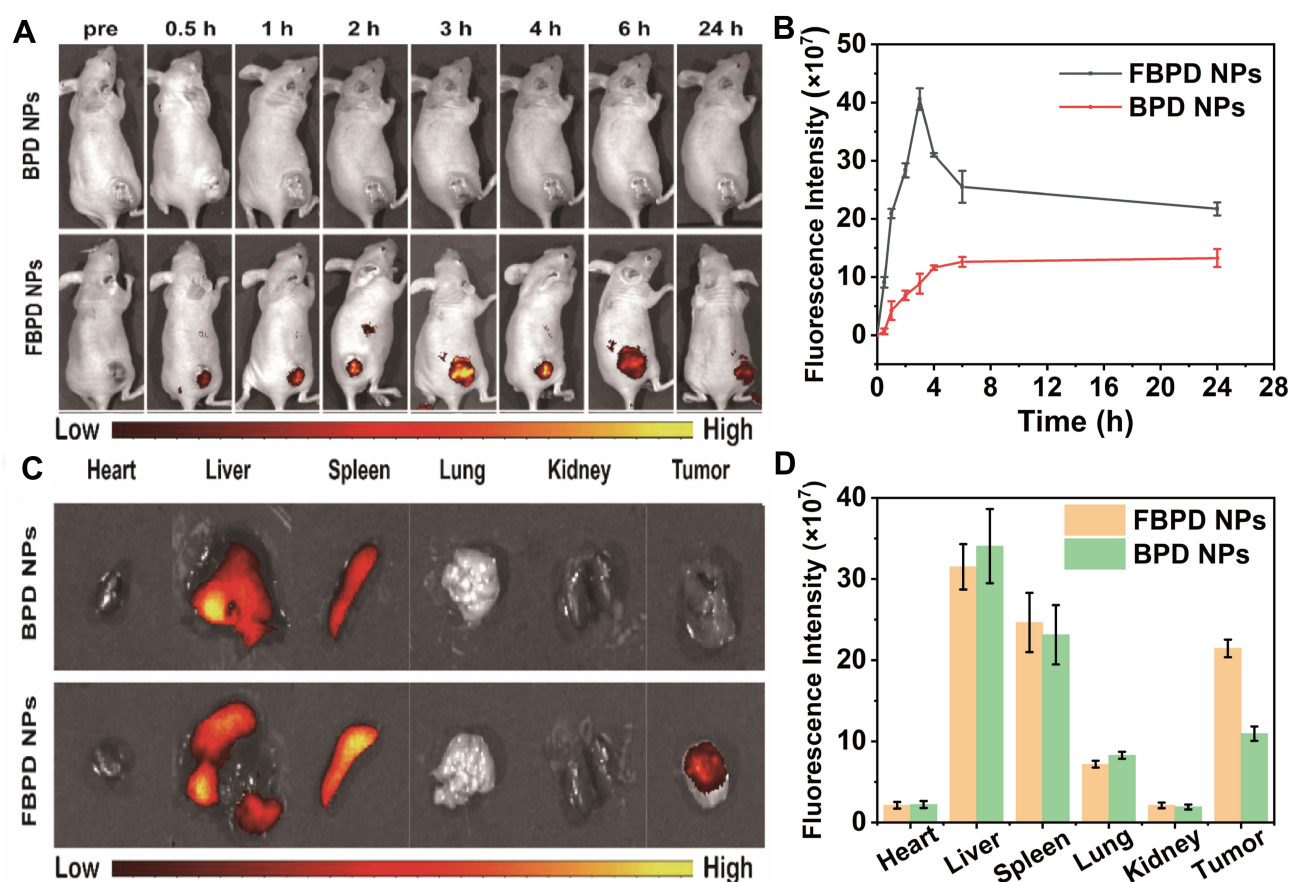 A
pre 0.5 h 1 h 2 h 3 h 4 h 6 h 24 h
BPD NPs
FBPD NPs
Low High
B
Fluorescence Intensity (×10⁷)
50
40
30
20
10
0
FBPD NPs
BPD NPs
0 4 8 12 16 20 24 28
Time (h)
C
Heart Liver Spleen Lung Kidney Tumor
BPD NPs
FBPD NPs
Low High
D
Fluorescence Intensity (×10⁷)
40
30
20
10
0
FBPD NPs
BPD NPs
Heart Liver Spleen Lung Kidney Tumor